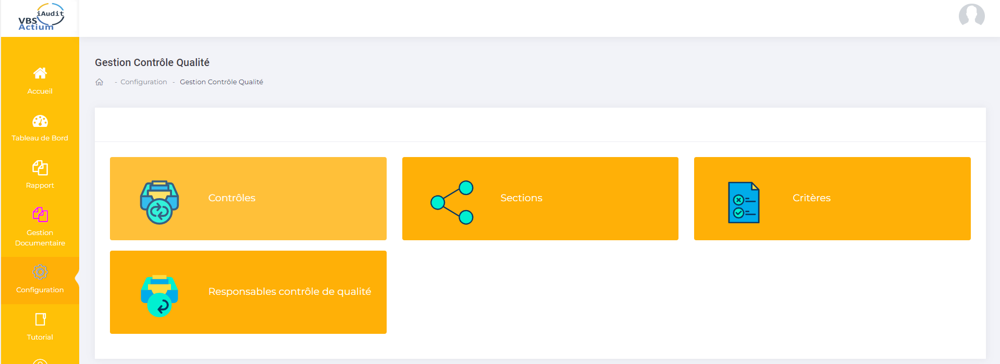 iAudit
VBS
Actium
Gestion Contrôle Qualité
- Configuration - Gestion Contrôle Qualité
Accueil
Tableau de Bord
Rapport
Gestion
Documentaire
Configuration
Tutorial
Contrôles
Sections
Critères
Responsables contrôle de qualité